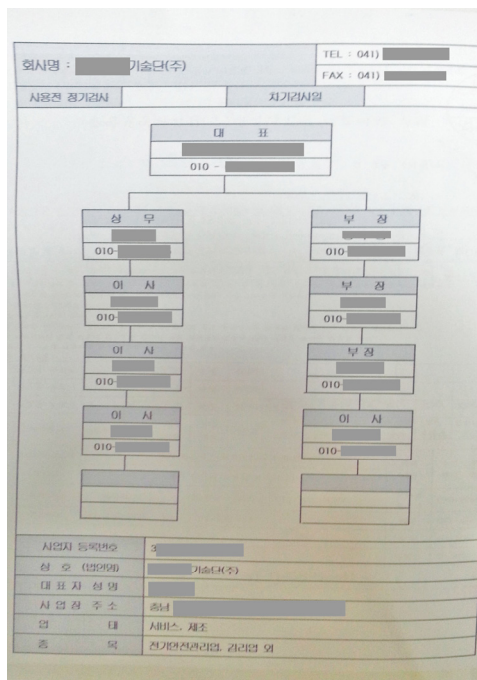 회사명 : 기술단(주)
TEL : 041)
FAX : 041)
사용전 정기검사
차기검사일
대 표
010 -
상 무
부 장
010-
010-
이 사
부 장
010-
010-
이 사
부 장
010-
010-
이 사
이 사
010-
010-
사업자 등록번호 3
상 호 (법인명) 기술단(주)
대 표 자 성 명
사 업 장 주 소 충남
업 태 서비스, 제조
종 목 전기안전관리업, 감리업 외